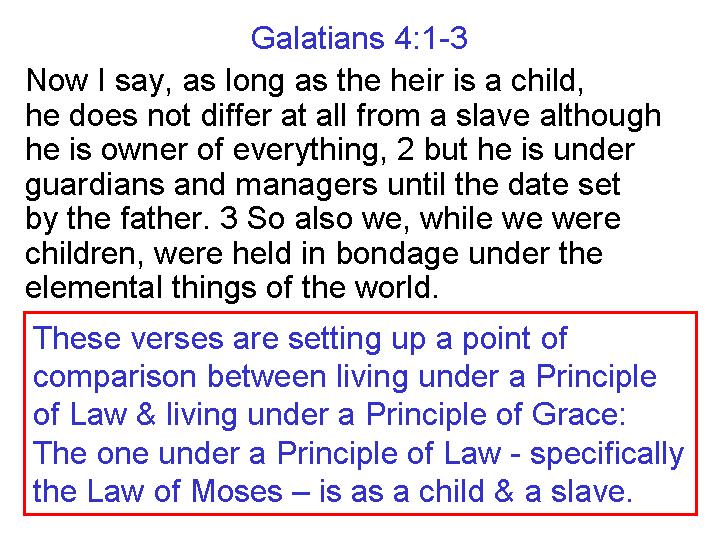 Galatians 4:1-3
Now I say, as long as the heir is a child,
he does not differ at all from a slave although
he is owner of everything, 2 but he is under
guardians and managers until the date set
by the father. 3 So also we, while we were
children, were held in bondage under the
elemental things of the world.
These verses are setting up a point of
comparison between living under a Principle
of Law & living under a Principle of Grace:
The one under a Principle of Law - specifically
the Law of Moses – is as a child & a slave.